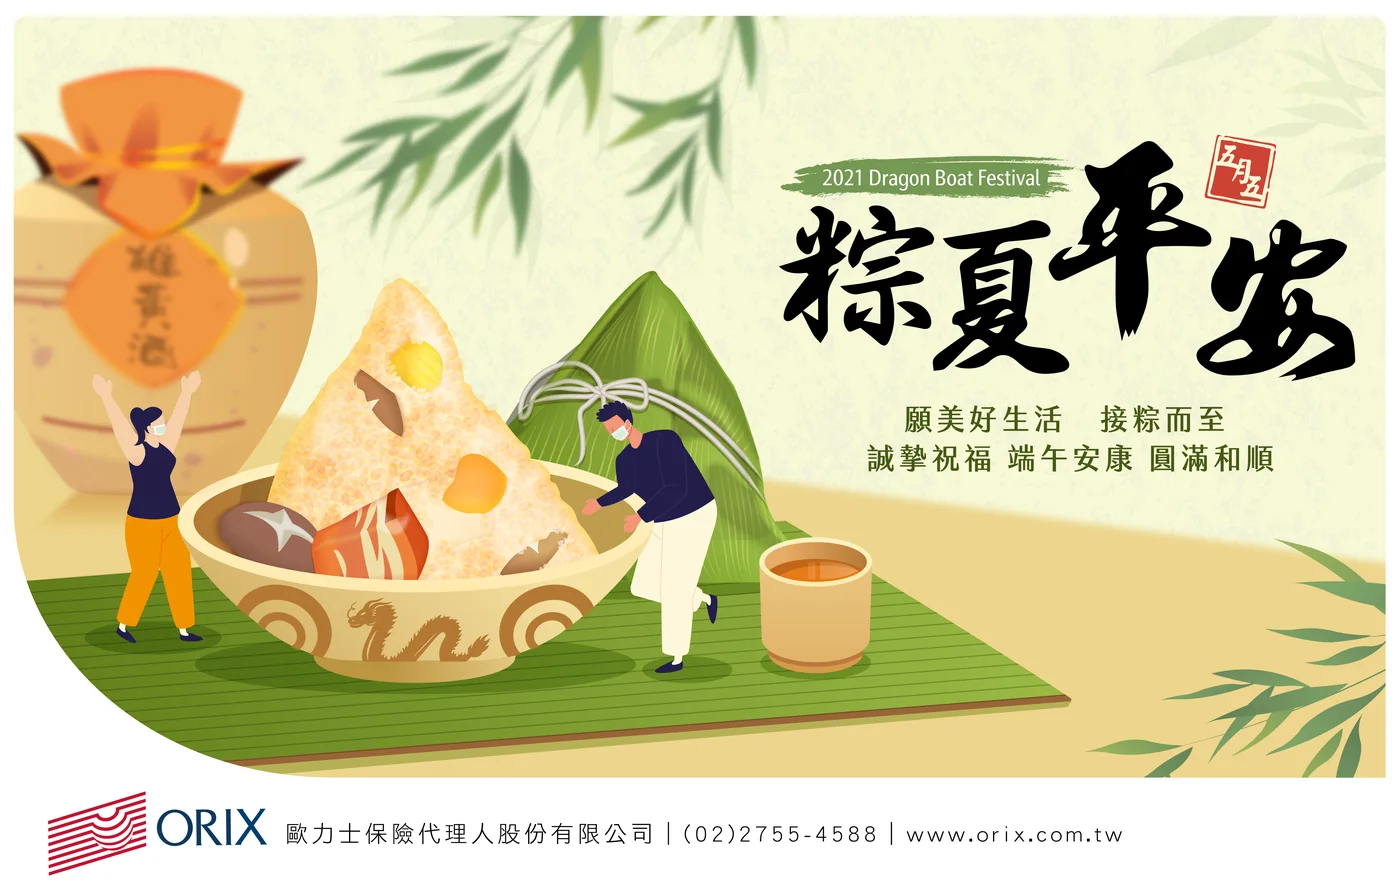 雄黃酒
2021 Dragon Boat Festival
五月五
粽夏平安
願美好生活　接粽而至
誠摯祝福 端午安康 圓滿和順
ORIX 歐力士保險代理人股份有限公司｜(02)2755-4588｜www.orix.com.tw